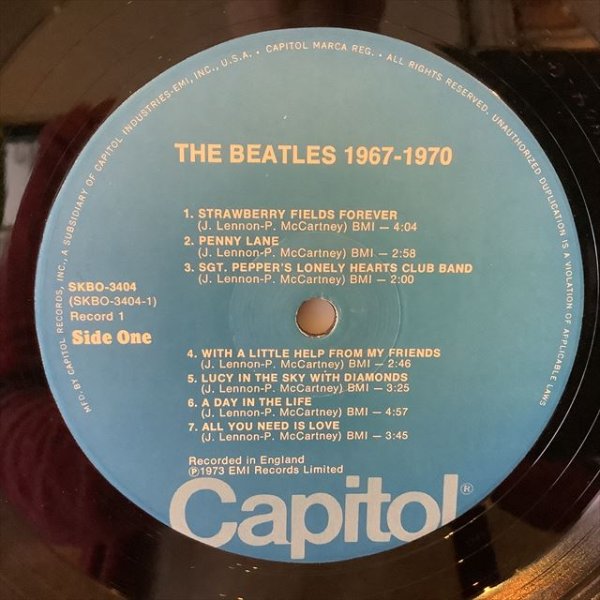 MFD. BY CAPITOL RECORDS, INC., A SUBSIDIARY OF CAPITOL INDUSTRIES-EMI, INC., U.S.A. • CAPITOL MARCA REG. • ALL RIGHTS RESERVED. UNAUTHORIZED DUPLICATION IS A VIOLATION OF APPLICABLE LAWS
THE BEATLES 1967-1970
1. STRAWBERRY FIELDS FOREVER
(J. Lennon-P. McCartney) BMI — 4:04
2. PENNY LANE
(J. Lennon-P. McCartney) BMI — 2:58
3. SGT. PEPPER'S LONELY HEARTS CLUB BAND
(J. Lennon-P. McCartney) BMI — 2:00
SKBO-3404
(SKBO-3404-1)
Record 1
Side One
4. WITH A LITTLE HELP FROM MY FRIENDS
(J. Lennon-P. McCartney) BMI — 2:46
5. LUCY IN THE SKY WITH DIAMONDS
(J. Lennon-P. McCartney) BMI — 3:25
6. A DAY IN THE LIFE
(J. Lennon-P. McCartney) BMI — 4:57
7. ALL YOU NEED IS LOVE
(J. Lennon-P. McCartney) BMI — 3:45
Recorded in England
℗1973 EMI Records Limited
Capitol®